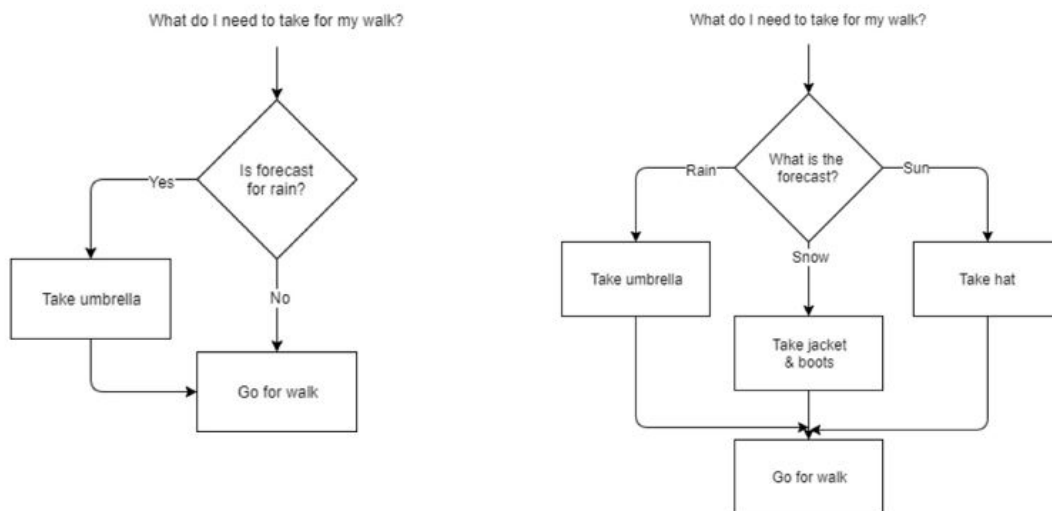 What do I need to take for my walk?
Is forecast
for rain?
Yes
Take umbrella
No
Go for walk
What do I need to take for my walk?
What is the
forecast?
Rain
Sun
Snow
Take umbrella
Take hat
Take jacket
& boots
Go for walk